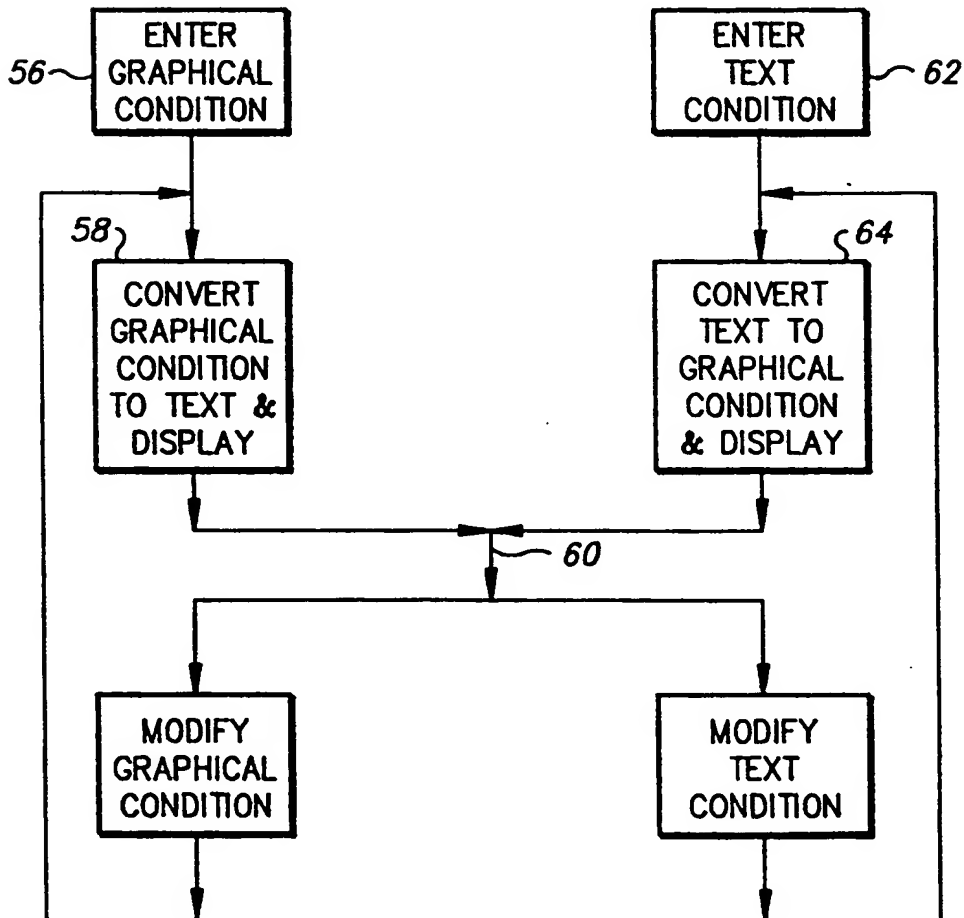 ENTER
GRAPHICAL
CONDITION
56
ENTER
TEXT
CONDITION
62
58
CONVERT
GRAPHICAL
CONDITION
TO TEXT &
DISPLAY
64
CONVERT
TEXT TO
GRAPHICAL
CONDITION
& DISPLAY
60
MODIFY
GRAPHICAL
CONDITION
MODIFY
TEXT
CONDITION